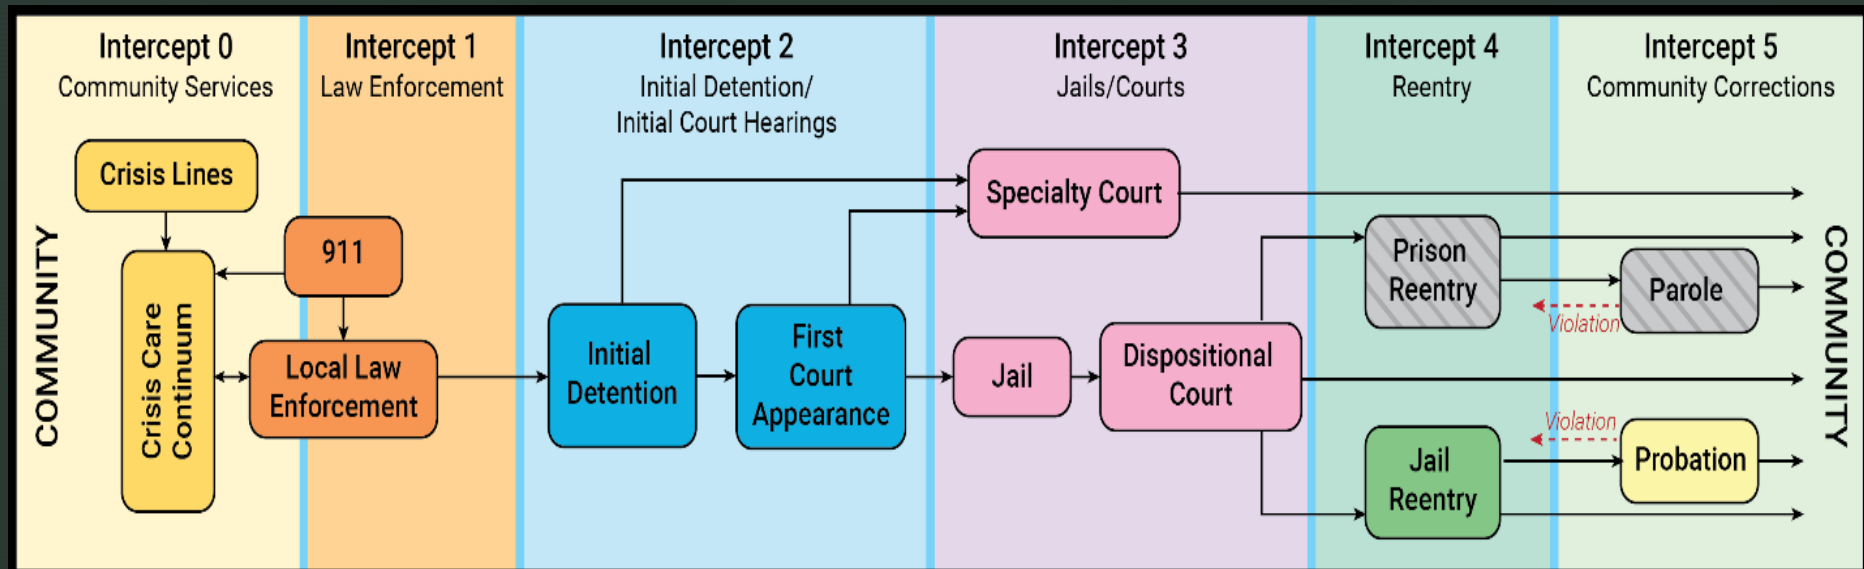 Intercept 0
Community Services
Intercept 1
Law Enforcement
Intercept 2
Initial Detention/
Initial Court Hearings
Intercept 3
Jails/Courts
Intercept 4
Reentry
Intercept 5
Community Corrections
COMMUNITY
Crisis Lines
Crisis Care
Continuum
911
Local Law
Enforcement
Initial
Detention
First
Court
Appearance
Specialty Court
Jail
Dispositional
Court
Prison
Reentry
Jail
Reentry
Parole
Violation
Violation
Probation
COMMUNITY